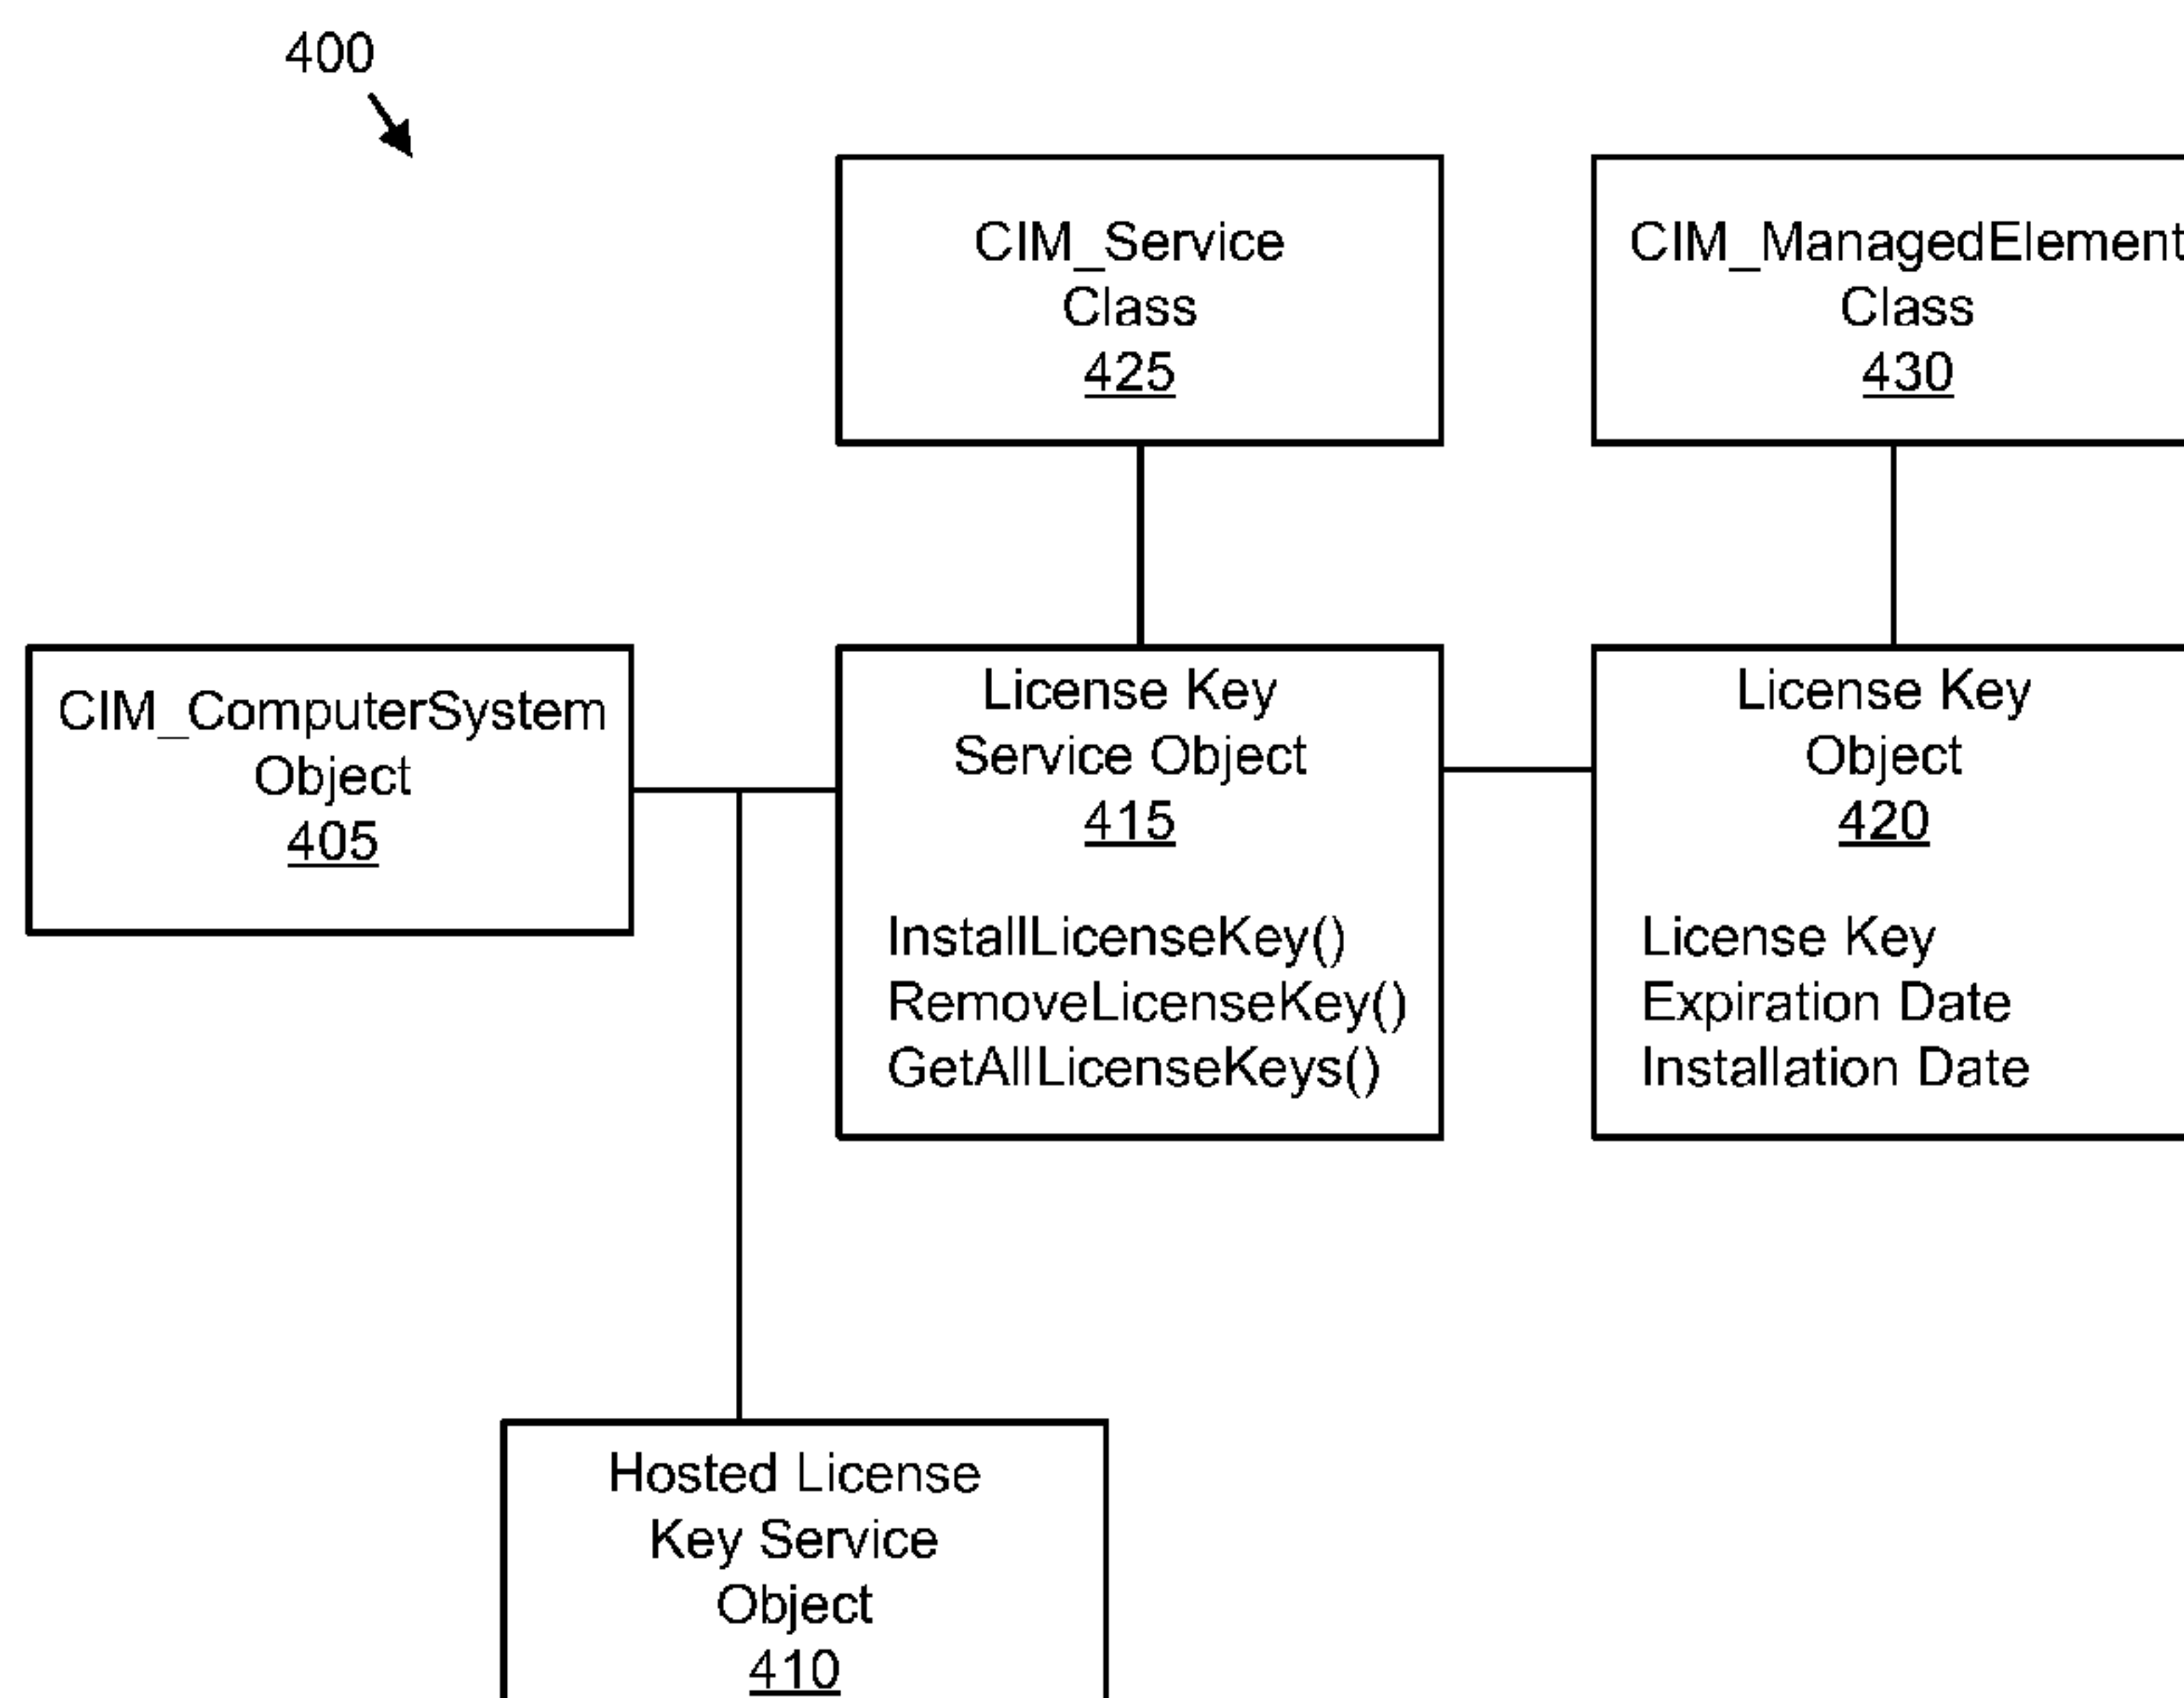 400
CIM_Service
Class
425
CIM_ManagedElement
Class
430
CIM_ComputerSystem
Object
405
License Key
Service Object
415
InstallLicenseKey()
RemoveLicenseKey()
GetAllLicenseKeys()
License Key
Object
420
License Key
Expiration Date
Installation Date
Hosted License
Key Service
Object
410